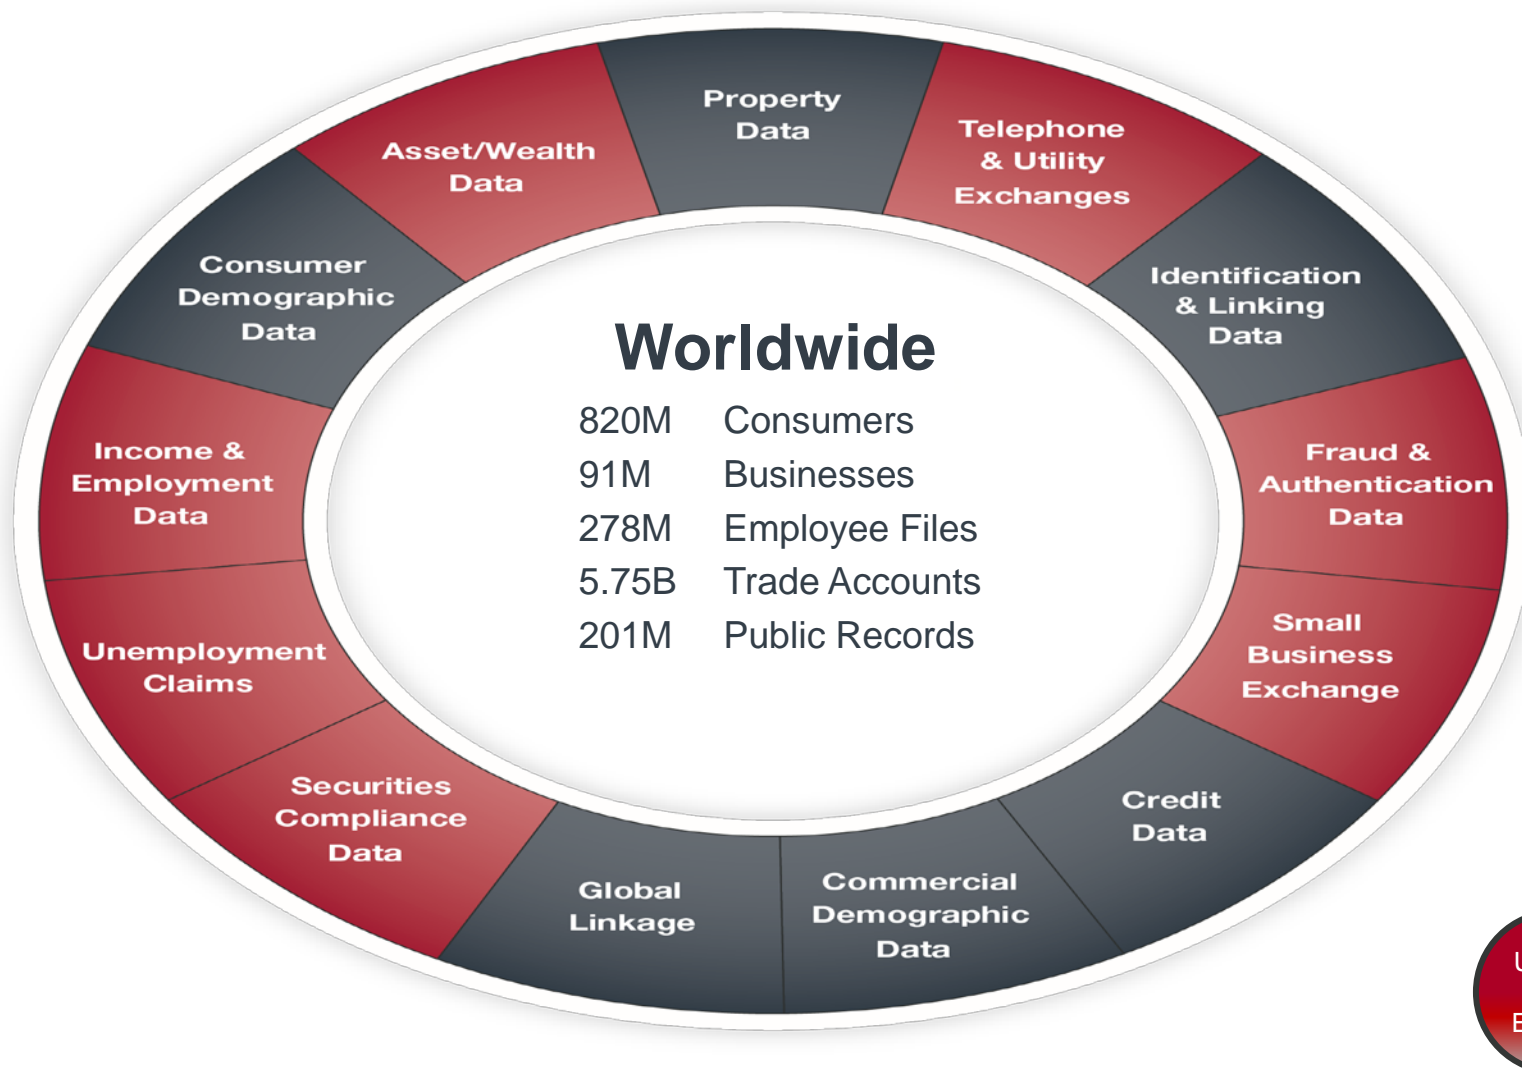 Property
Data
Telephone
& Utility
Exchanges
Identification
& Linking
Data
Fraud &
Authentication
Data
Small
Business
Exchange
Credit
Data
Commercial
Demographic
Data
Global
Linkage
Securities
Compliance
Data
Unemployment
Claims
Income &
Employment
Data
Consumer
Demographic
Data
Asset/Wealth
Data
Worldwide
820M Consumers
91M Businesses
278M Employee Files
5.75B Trade Accounts
201M Public Records